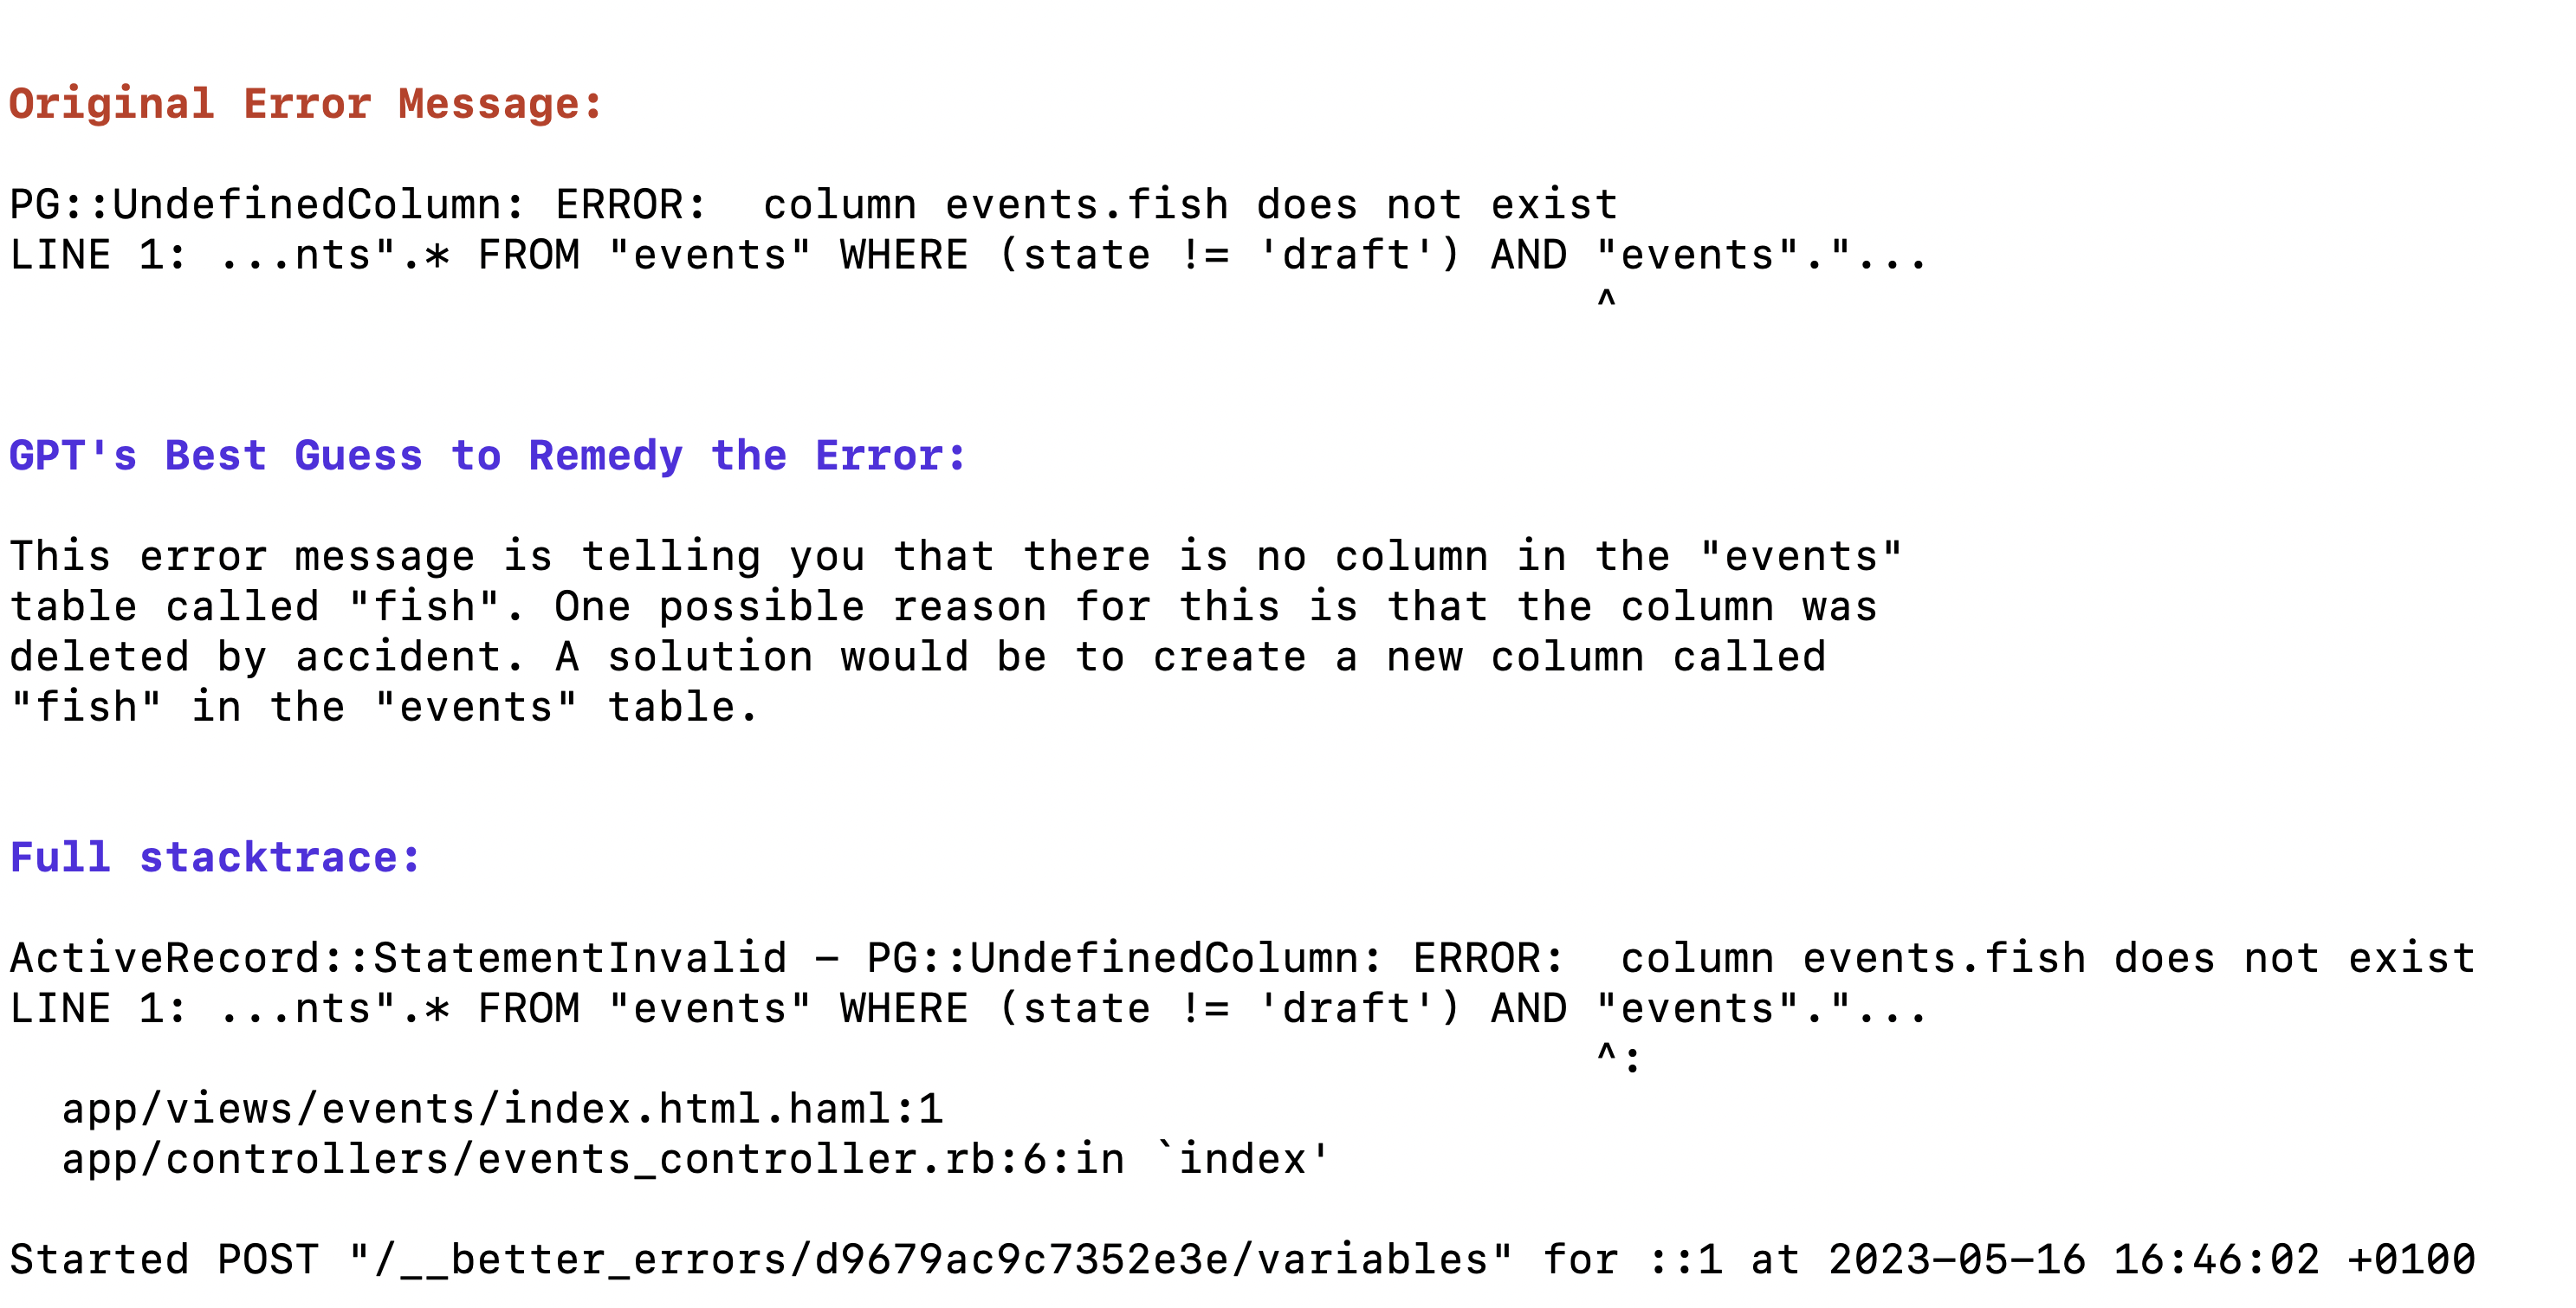 Original Error Message:
PG::UndefinedColumn: ERROR:  column events.fish does not exist
LINE 1: ...nts".* FROM "events" WHERE (state != 'draft') AND "events"."...
                                                             ^
GPT's Best Guess to Remedy the Error:
This error message is telling you that there is no column in the "events"
table called "fish". One possible reason for this is that the column was
deleted by accident. A solution would be to create a new column called
"fish" in the "events" table.
Full stacktrace:
ActiveRecord::StatementInvalid - PG::UndefinedColumn: ERROR:  column events.fish does not exist
LINE 1: ...nts".* FROM "events" WHERE (state != 'draft') AND "events"."...
                                                             ^:
  app/views/events/index.html.haml:1
  app/controllers/events_controller.rb:6:in `index'
Started POST "/__better_errors/d9679ac9c7352e3e/variables" for ::1 at 2023-05-16 16:46:02 +0100